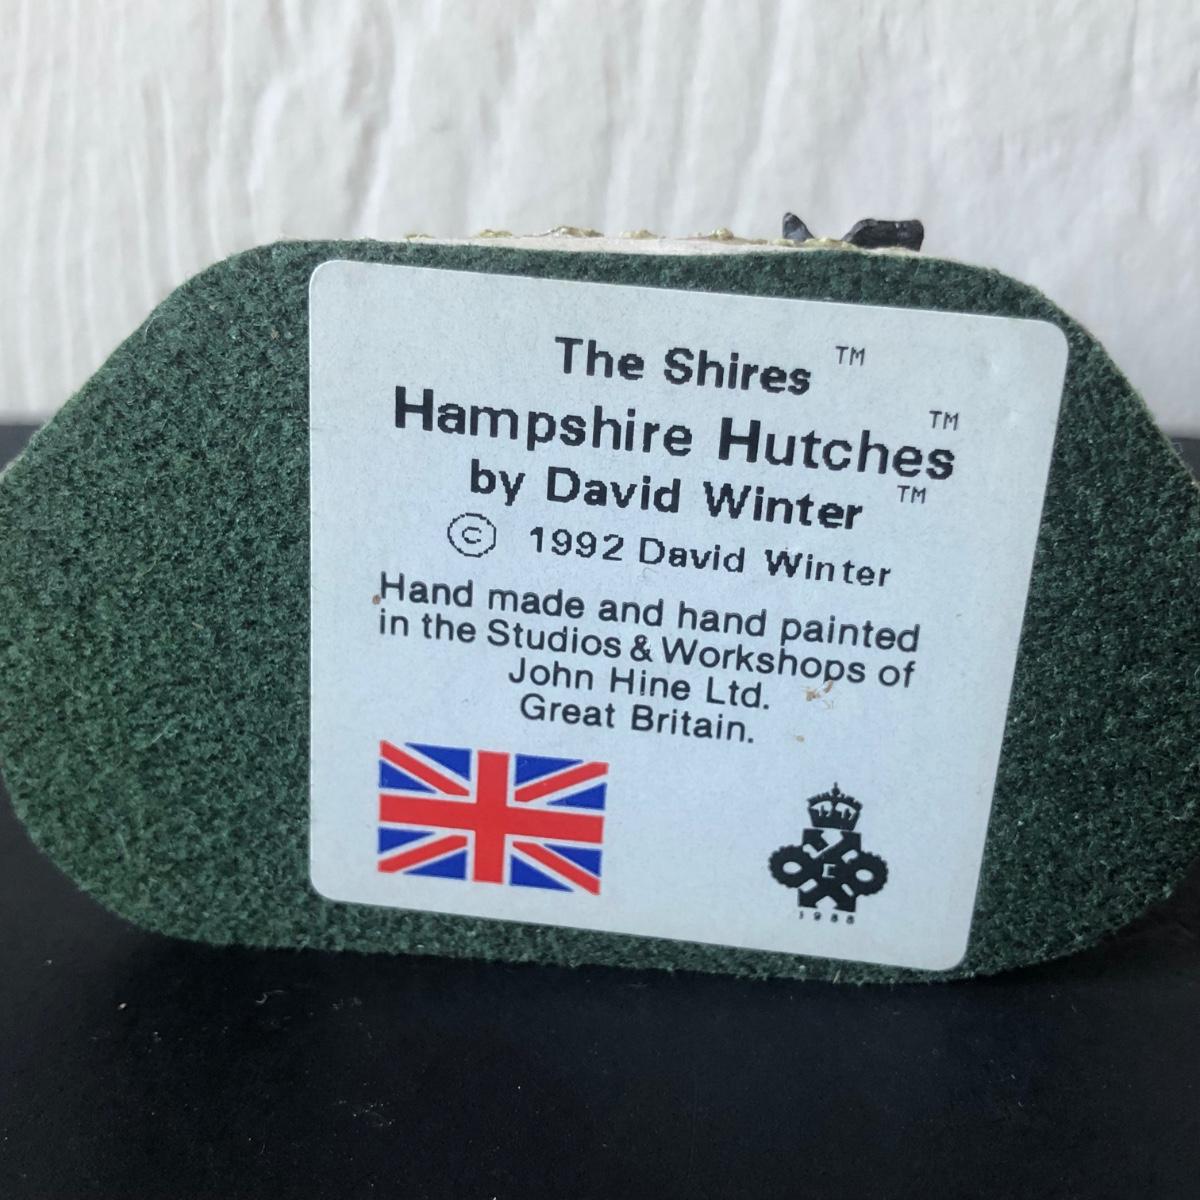 The Shires ™
Hampshire Hutches ™
by David Winter ™
© 1992 David Winter
Hand made and hand painted
in the Studios & Workshops of
John Hine Ltd.
Great Britain.
E
1988